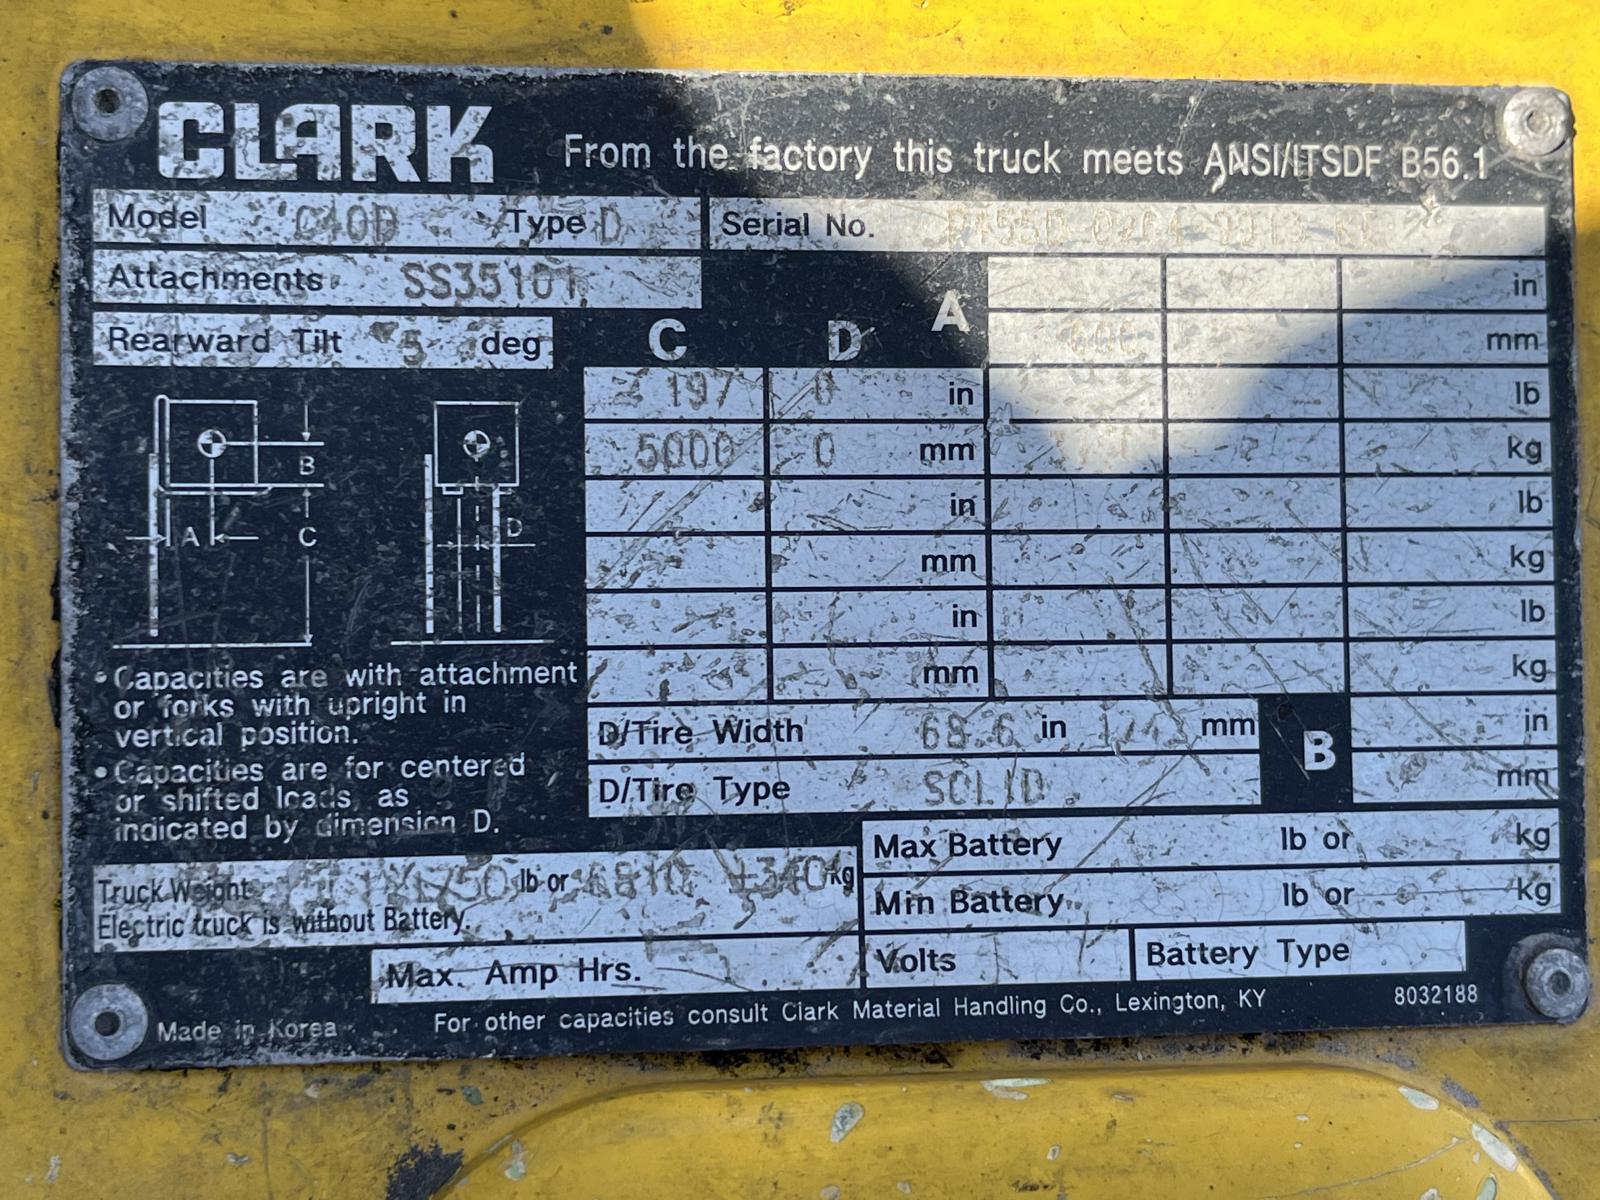 CLARK
From the factory this truck meets ANSI/ITSDF B56.1
Model C40D Type D Serial No.
Attachments SS35101
Rearward Tilt 5 deg
C D A
in
mm
197 0 in lb
5000 0 mm kg
in lb
mm kg
in lb
mm kg
B
A C
D
• Capacities are with attachment
or forks with upright in
vertical position.
• Capacities are for centered
or shifted loads, as
indicated by dimension D.
D/Tire Width 68.6 in mm
D/Tire Type SOLID
B in
mm
Truck Weight lb or kg
Electric truck is without Battery.
Max Battery lb or kg
Min Battery lb or kg
Max. Amp Hrs. Volts Battery Type
Made in Korea
For other capacities consult Clark Material Handling Co., Lexington, KY 8032188